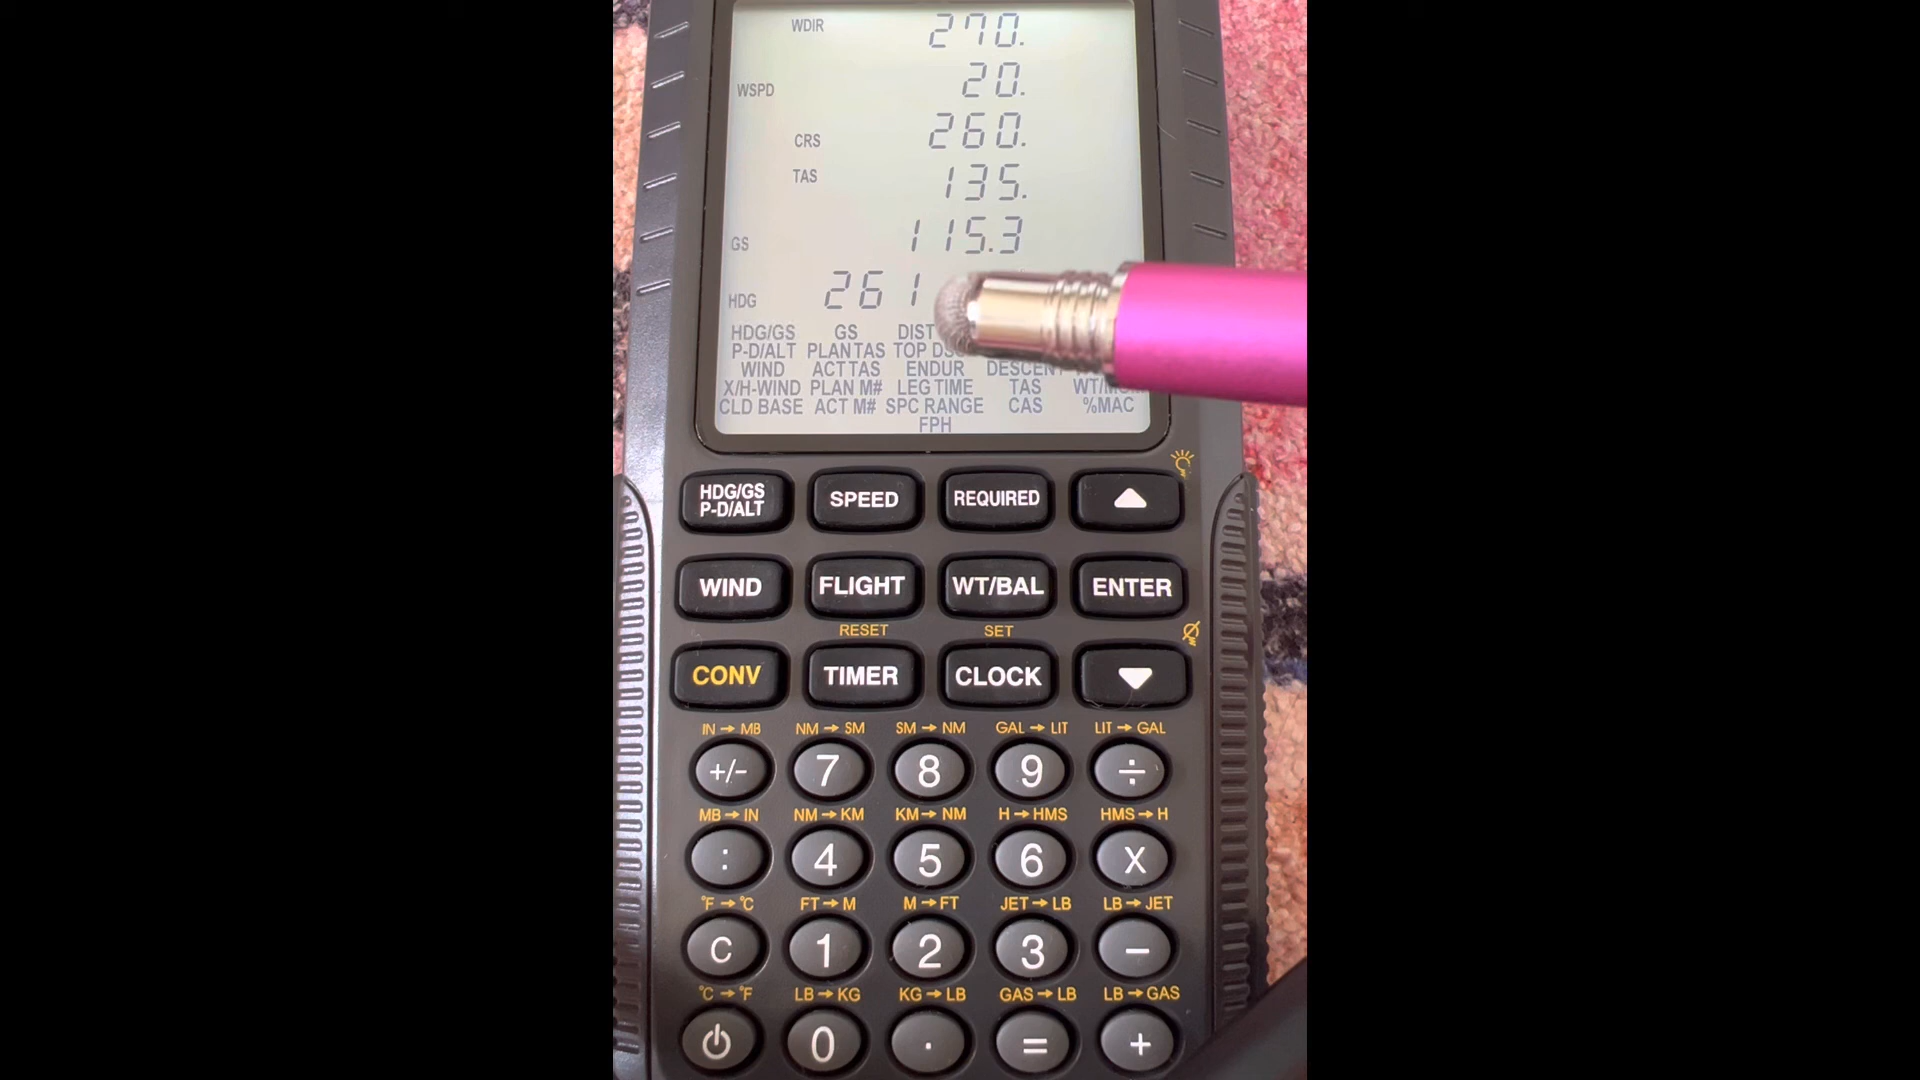 WDIR 270.
WSPD 20.
CRS 260.
TAS 135.
GS 115.3
HDG 261
HDG/GS GS DIST
P-D/ALT PLAN TAS TOP
WIND ACT TAS ENDUR DESCENT
X/H-WIND PLAN M# LEG TIME TAS
CLD BASE ACT M# SPC RANGE CAS %MAC
FPH
HDG/GS P-D/ALT SPEED REQUIRED
WIND FLIGHT WT/BAL ENTER
RESET SET
CONV TIMER CLOCK
IN → MB NM → SM SM → NM GAL → LIT LIT → GAL
+/- 7 8 9 ÷
MB → IN NM → KM KM → NM H → HMS HMS → H
: 4 5 6 X
°F → °C FT → M M → FT JET → LB LB → JET
C 1 2 3 −
°C → °F LB → KG KG → LB GAS → LB LB → GAS
0 . = +